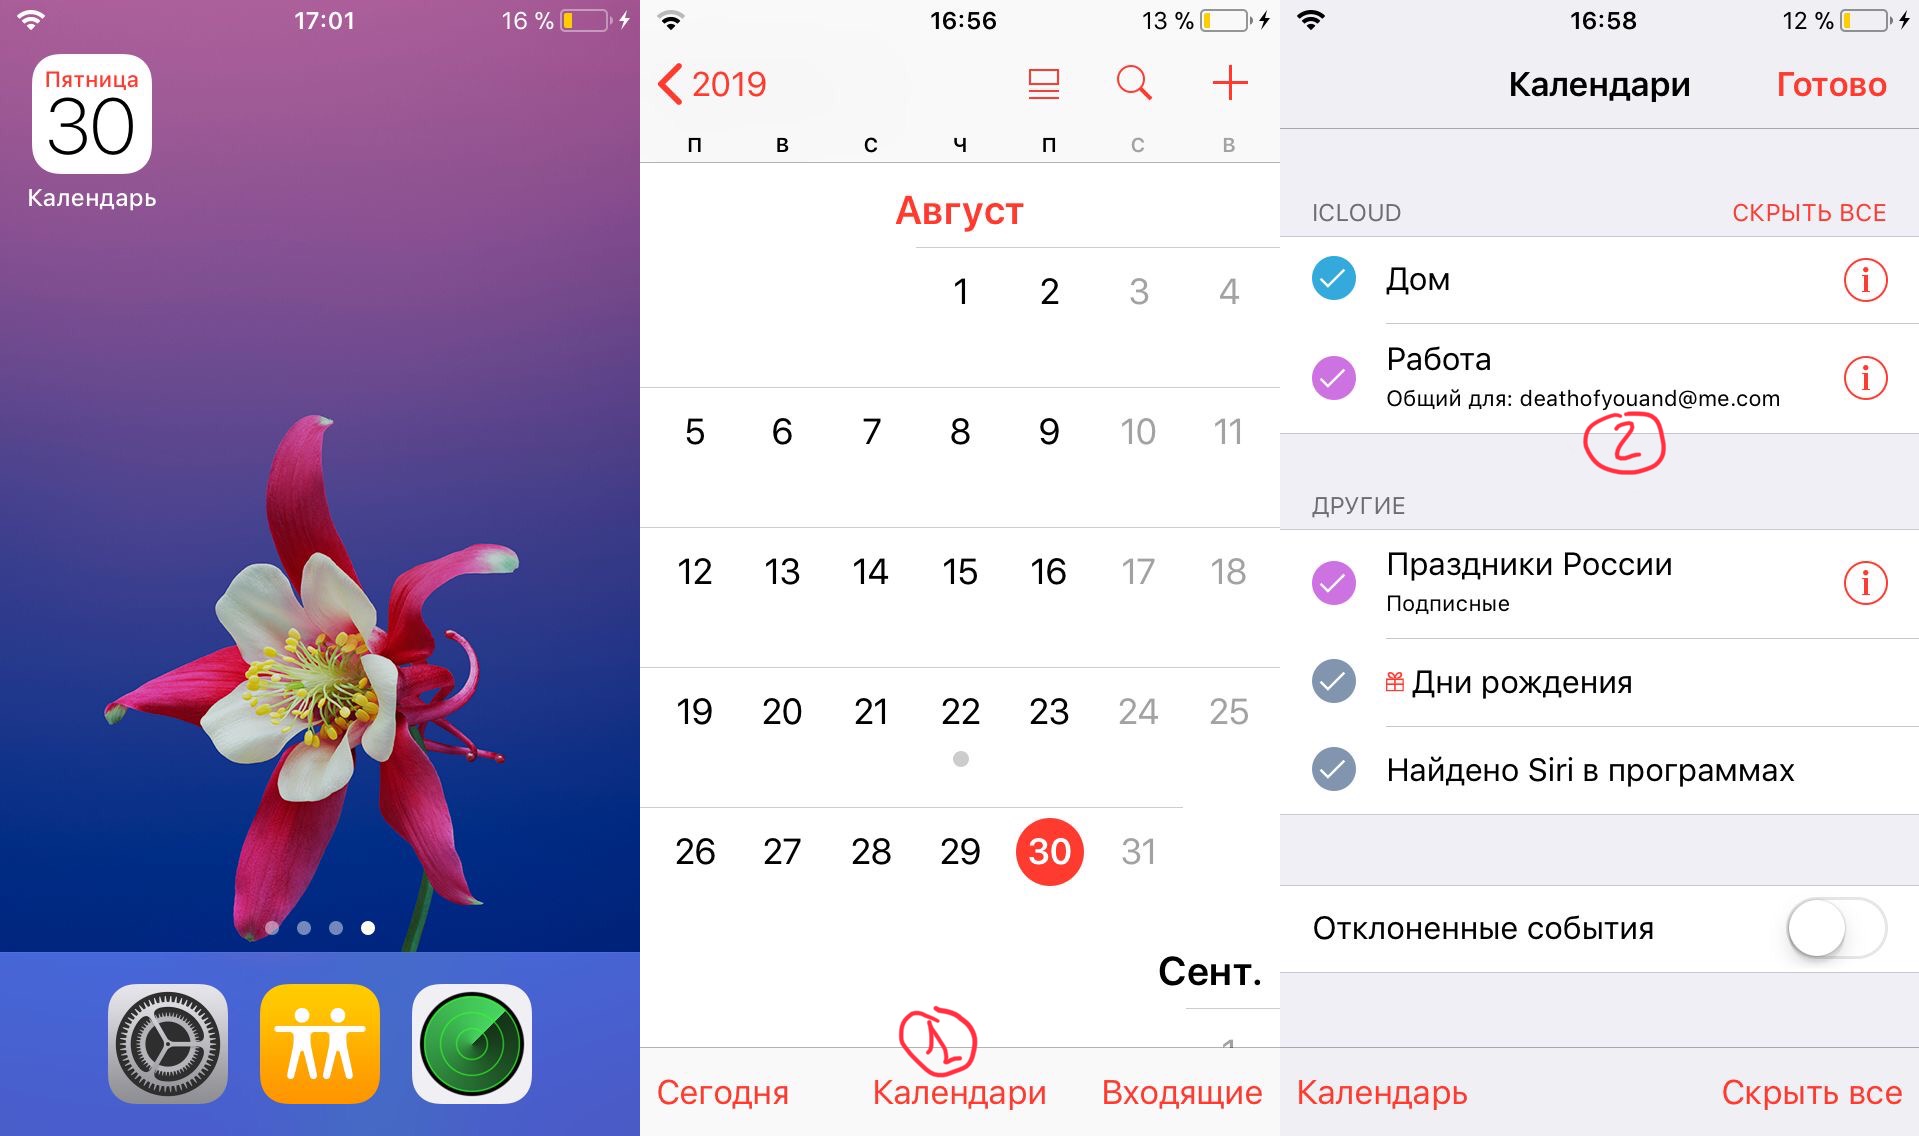 17:01
16 %
Пятница
30
Календарь
16:56
13 %
2019
П В С Ч П С В
Август
1 2 3 4
5 6 7 8 9 10 11
12 13 14 15 16 17 18
19 20 21 22 23 24 25
26 27 28 29 30 31
Сент.
1
1
Сегодня Календари Входящие
16:58
12 %
Календари Готово
ICLOUD СКРЫТЬ ВСЕ
Дом
Работа
Общий для: deathofyouand@me.com
2
ДРУГИЕ
Праздники России
Подписные
Дни рождения
Найдено Siri в программах
Отклоненные события
Календарь Скрыть все